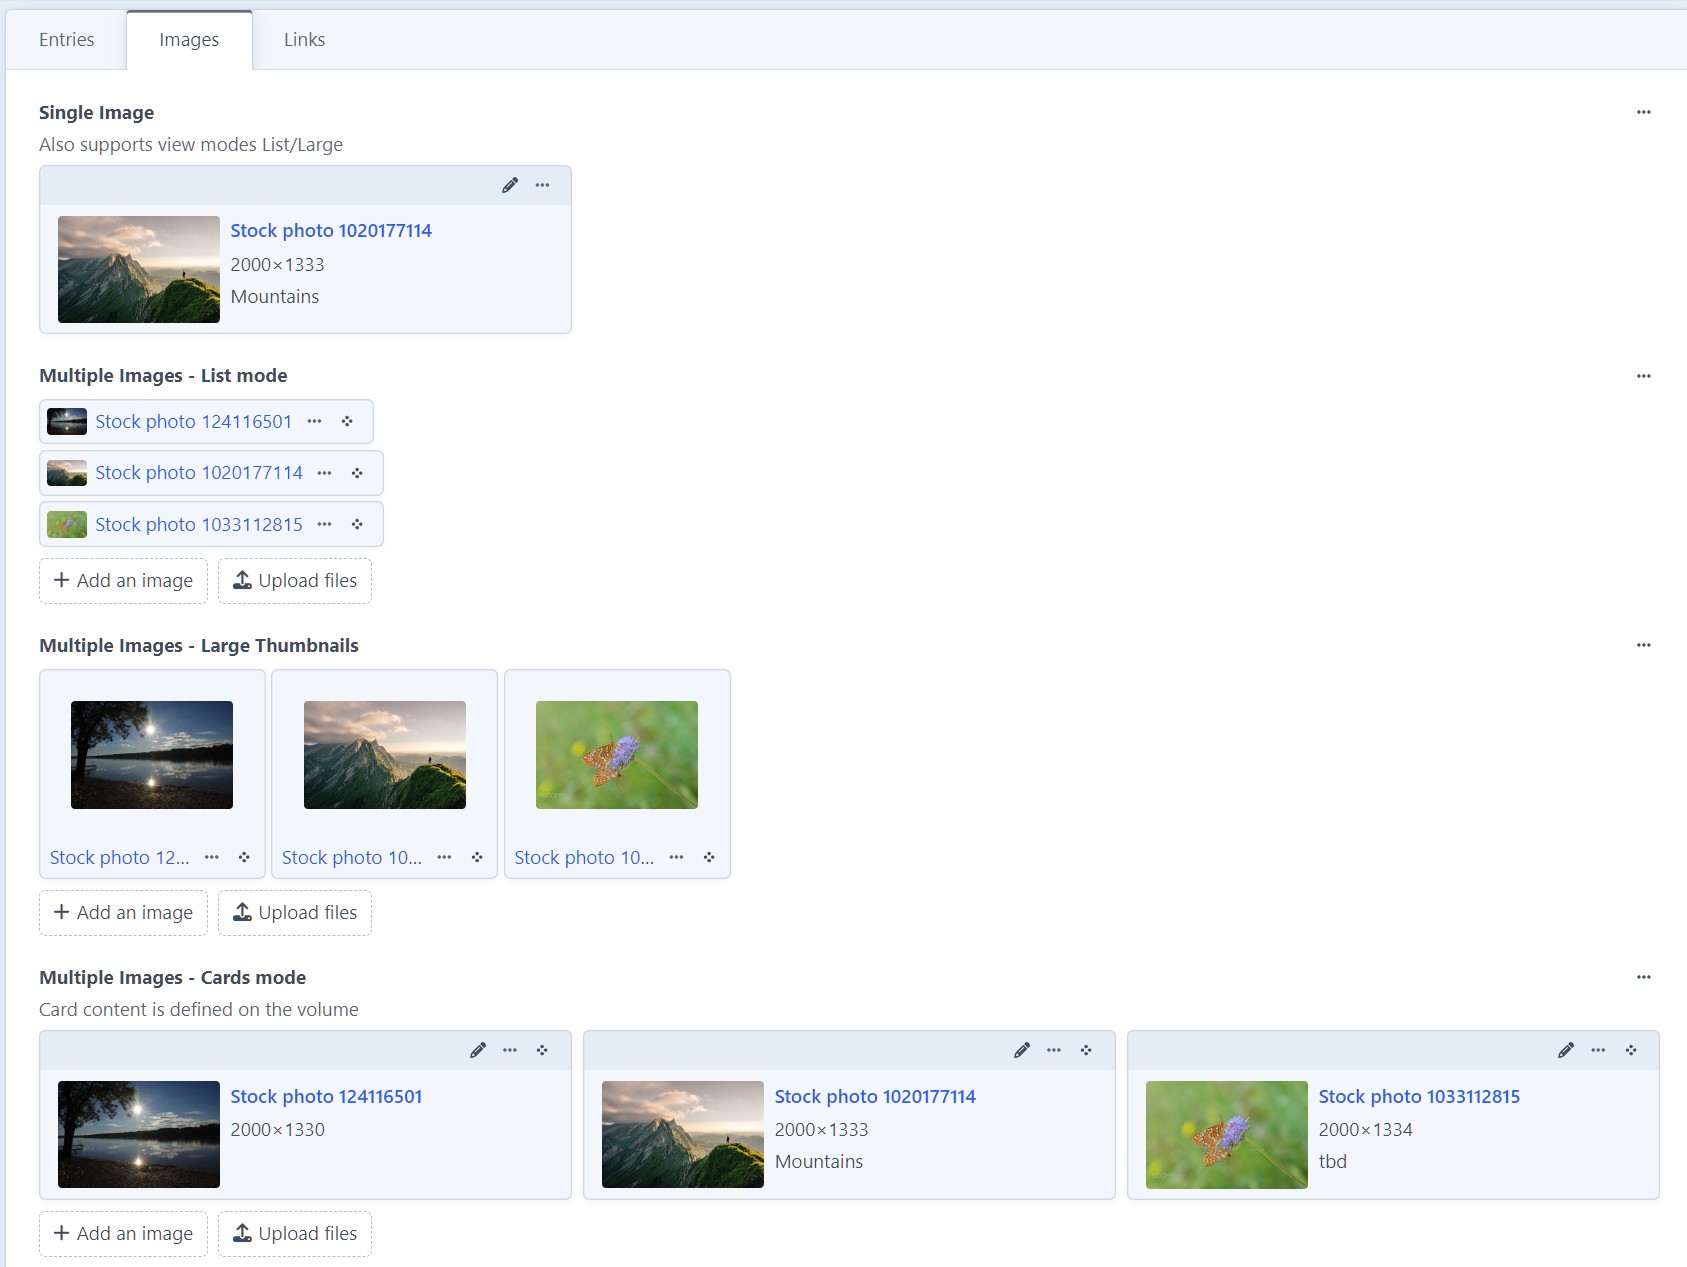 Entries
Images
Links
Single Image
Also supports view modes List/Large
Stock photo 1020177114
2000×1333
Mountains
Multiple Images - List mode
Stock photo 124116501
Stock photo 1020177114
Stock photo 1033112815
Add an image
Upload files
Multiple Images - Large Thumbnails
Stock photo 12...
Stock photo 10...
Stock photo 10...
Add an image
Upload files
Multiple Images - Cards mode
Card content is defined on the volume
Stock photo 124116501
2000×1330
Stock photo 1020177114
2000×1333
Mountains
Stock photo 1033112815
2000×1334
tbd
Add an image
Upload files